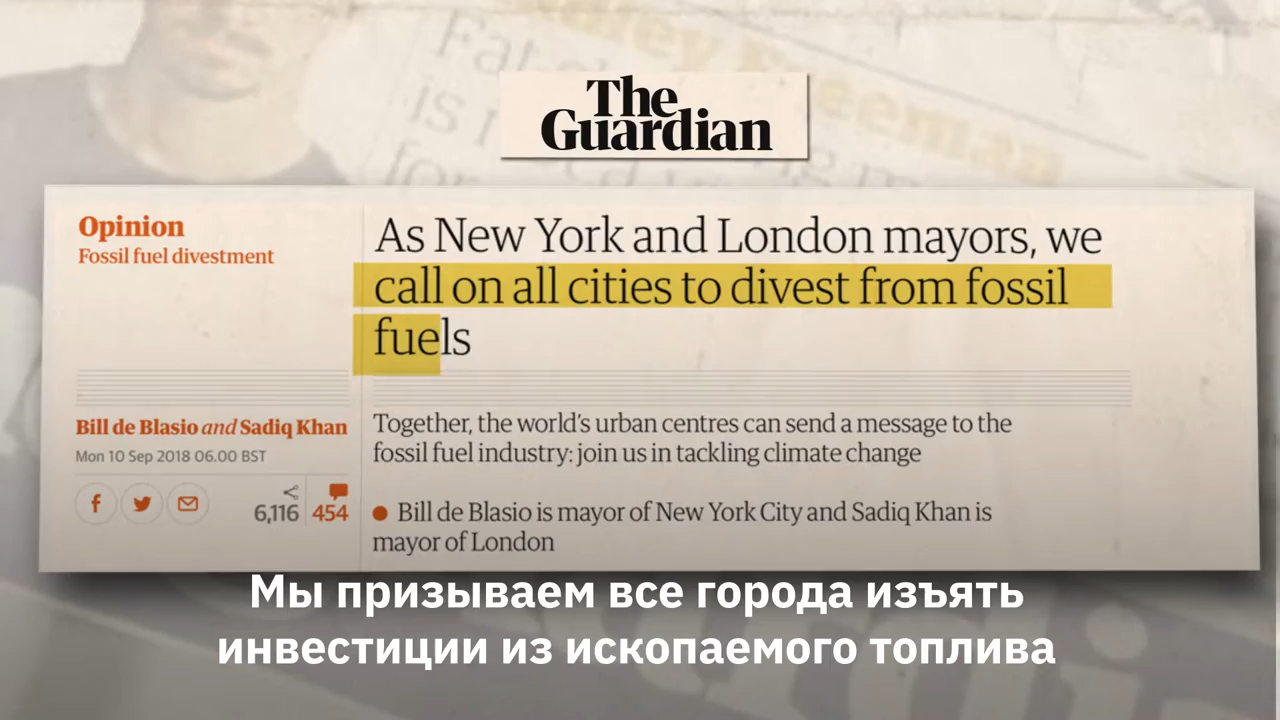 The
Guardian
Opinion
Fossil fuel divestment
As New York and London mayors, we
call on all cities to divest from fossil
fuels
Bill de Blasio and Sadiq Khan
Mon 10 Sep 2018 06.00 BST
6,116 454
Together, the world's urban centres can send a message to the
fossil fuel industry: join us in tackling climate change
Bill de Blasio is mayor of New York City and Sadiq Khan is
mayor of London
Мы призываем все города изъять
инвестиции из ископаемого топлива